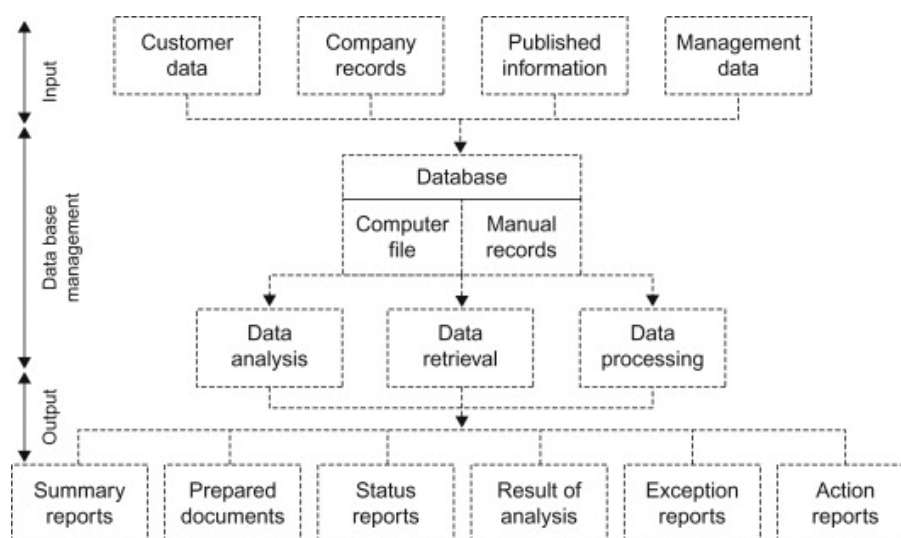 Input
Customer
data
Company
records
Published
information
Management
data
Data base
management
Database
Computer
file
Manual
records
Data
analysis
Data
retrieval
Data
processing
Output
Summary
reports
Prepared
documents
Status
reports
Result of
analysis
Exception
reports
Action
reports